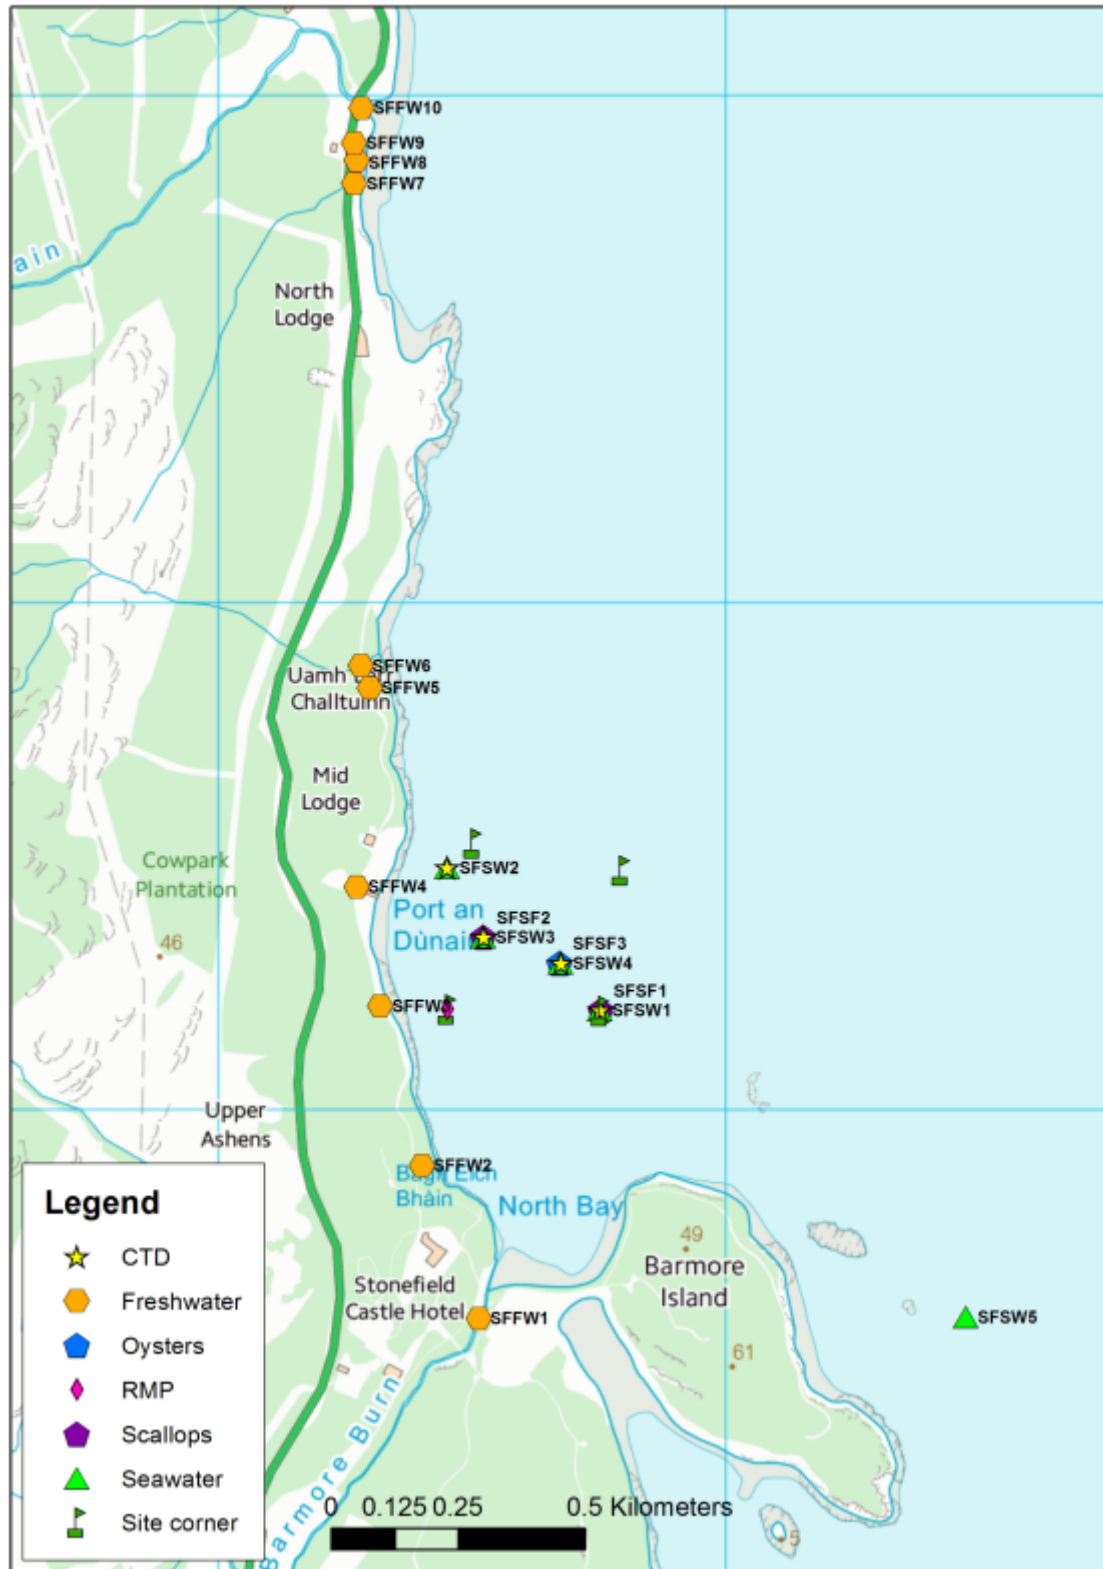 SFFW10
SFFW9
SFFW8
SFFW7
ain
North
Lodge
SFFW6
Uamh
Challtuinn
SFFW5
Mid
Lodge
Cowpark
Plantation
46
SFFW4
SFSW2
Port an
Dùnain
SFSF2
SFSW3
SFSF3
SFSW4
SFSF1
SFSW1
Upper
Ashens
SFFW2
Bhàin
North Bay
49
Barmore
Island
61
Stonefield
Castle Hotel
SFFW1
SFSW5
5
Barmore Burn
Legend
CTD
Freshwater
Oysters
RMP
Scallops
Seawater
Site corner
0 0.125 0.25 0.5 Kilometers